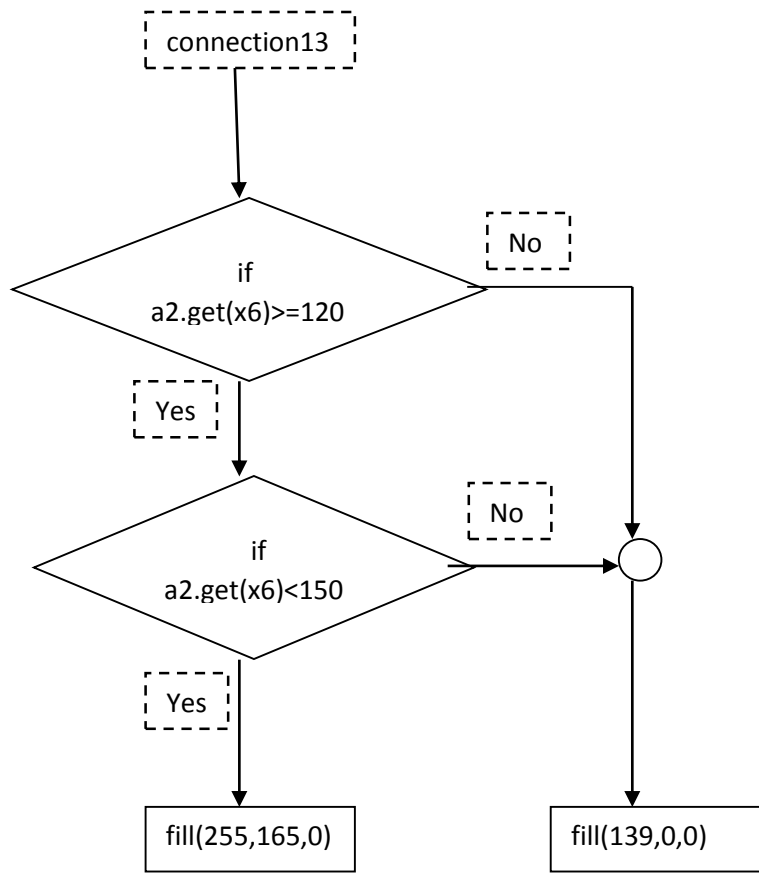 connection13
No
if
a2.get(x6)>=120
Yes
No
if
a2.get(x6)<150
Yes
fill(255,165,0)
fill(139,0,0)